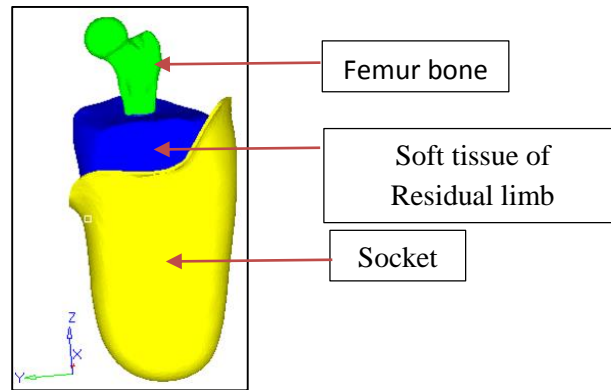 Femur bone
Soft tissue of
Residual limb
Socket
Z
X
Y